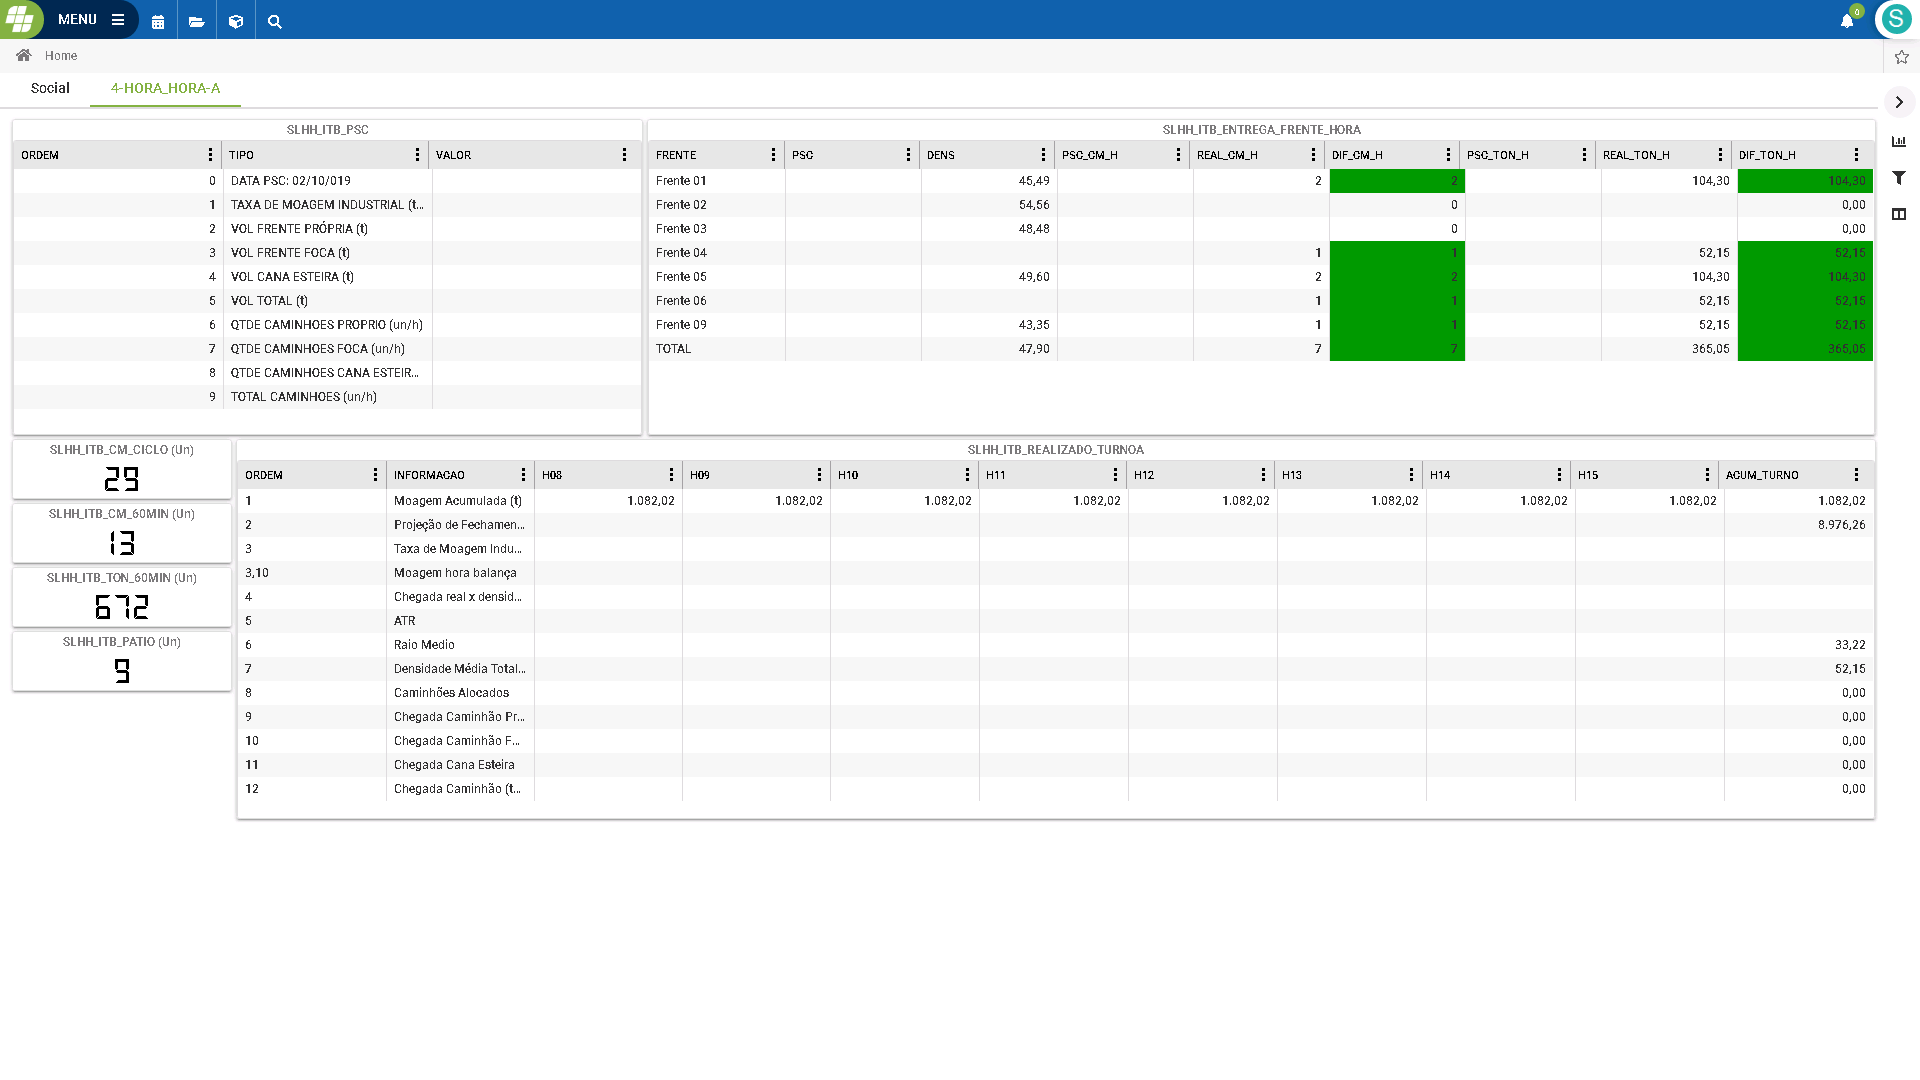 MENU
0
S
Home
Social 4-HORA_HORA-A
SLHH_ITB_PSC
ORDEM TIPO VALOR
0 DATA PSC: 02/10/019
1 TAXA DE MOAGEM INDUSTRIAL (t...
2 VOL FRENTE PRÓPRIA (t)
3 VOL FRENTE FOCA (t)
4 VOL CANA ESTEIRA (t)
5 VOL TOTAL (t)
6 QTDE CAMINHOES PROPRIO (un/h)
7 QTDE CAMINHOES FOCA (un/h)
8 QTDE CAMINHOES CANA ESTEIR...
9 TOTAL CAMINHOES (un/h)
SLHH_ITB_ENTREGA_FRENTE_HORA
FRENTE PSC DENS PSC_CM_H REAL_CM_H DIF_CM_H PSC_TON_H REAL_TON_H DIF_TON_H
Frente 01 45,49 2 2 104,30 104,30
Frente 02 54,56 0 0,00
Frente 03 48,48 0 0,00
Frente 04 1 1 52,15 52,15
Frente 05 49,60 2 2 104,30 104,30
Frente 06 1 1 52,15 52,15
Frente 09 43,35 1 1 52,15 52,15
TOTAL 47,90 7 7 365,05 365,05
SLHH_ITB_CM_CICLO (Un)
29
SLHH_ITB_CM_60MIN (Un)
13
SLHH_ITB_TON_60MIN (Un)
672
SLHH_ITB_PATIO (Un)
9
SLHH_ITB_REALIZADO_TURNOA
ORDEM INFORMACAO H08 H09 H10 H11 H12 H13 H14 H15 ACUM_TURNO
1 Moagem Acumulada (t) 1.082,02 1.082,02 1.082,02 1.082,02 1.082,02 1.082,02 1.082,02 1.082,02 1.082,02
2 Projeção de Fechamen... 8.976,26
3 Taxa de Moagem Indu...
3,10 Moagem hora balança
4 Chegada real x densid...
5 ATR
6 Raio Medio 33,22
7 Densidade Média Total... 52,15
8 Caminhões Alocados 0,00
9 Chegada Caminhão Pr... 0,00
10 Chegada Caminhão F... 0,00
11 Chegada Cana Esteira 0,00
12 Chegada Caminhão (t... 0,00